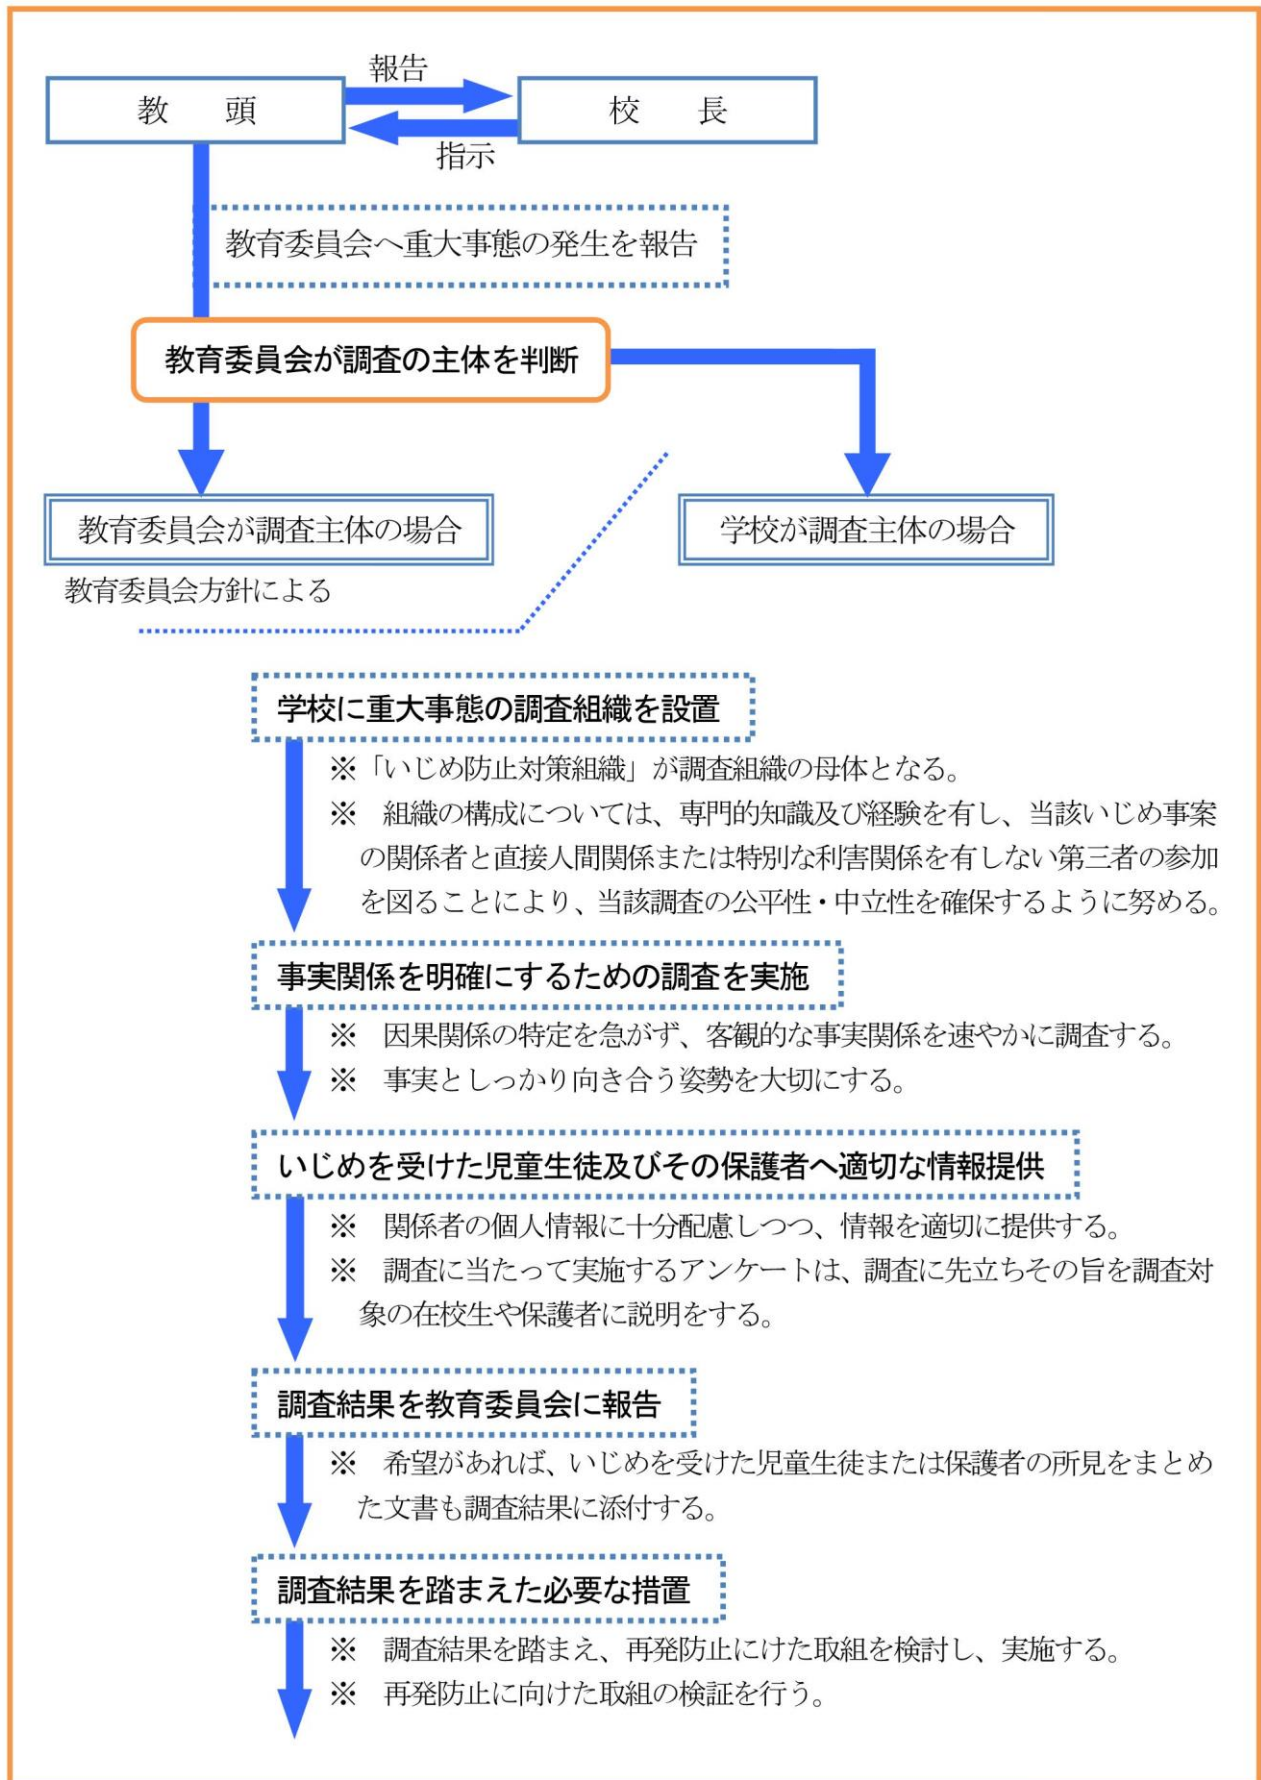 報告
教　頭
校　長
指示
教育委員会へ重大事態の発生を報告
教育委員会が調査の主体を判断
教育委員会が調査主体の場合
学校が調査主体の場合
教育委員会方針による
学校に重大事態の調査組織を設置
※「いじめ防止対策組織」が調査組織の母体となる。
※　組織の構成については、専門的知識及び経験を有し、当該いじめ事案
の関係者と直接人間関係または特別な利害関係を有しない第三者の参加
を図ることにより、当該調査の公平性・中立性を確保するように努める。
事実関係を明確にするための調査を実施
※　因果関係の特定を急がず、客観的な事実関係を速やかに調査する。
※　事実としっかり向き合う姿勢を大切にする。
いじめを受けた児童生徒及びその保護者へ適切な情報提供
※　関係者の個人情報に十分配慮しつつ、情報を適切に提供する。
※　調査に当たって実施するアンケートは、調査に先立ちその旨を調査対
象の在校生や保護者に説明をする。
調査結果を教育委員会に報告
※　希望があれば、いじめを受けた児童生徒または保護者の所見をまとめ
た文書も調査結果に添付する。
調査結果を踏まえた必要な措置
※　調査結果を踏まえ、再発防止にけた取組を検討し、実施する。
※　再発防止に向けた取組の検証を行う。